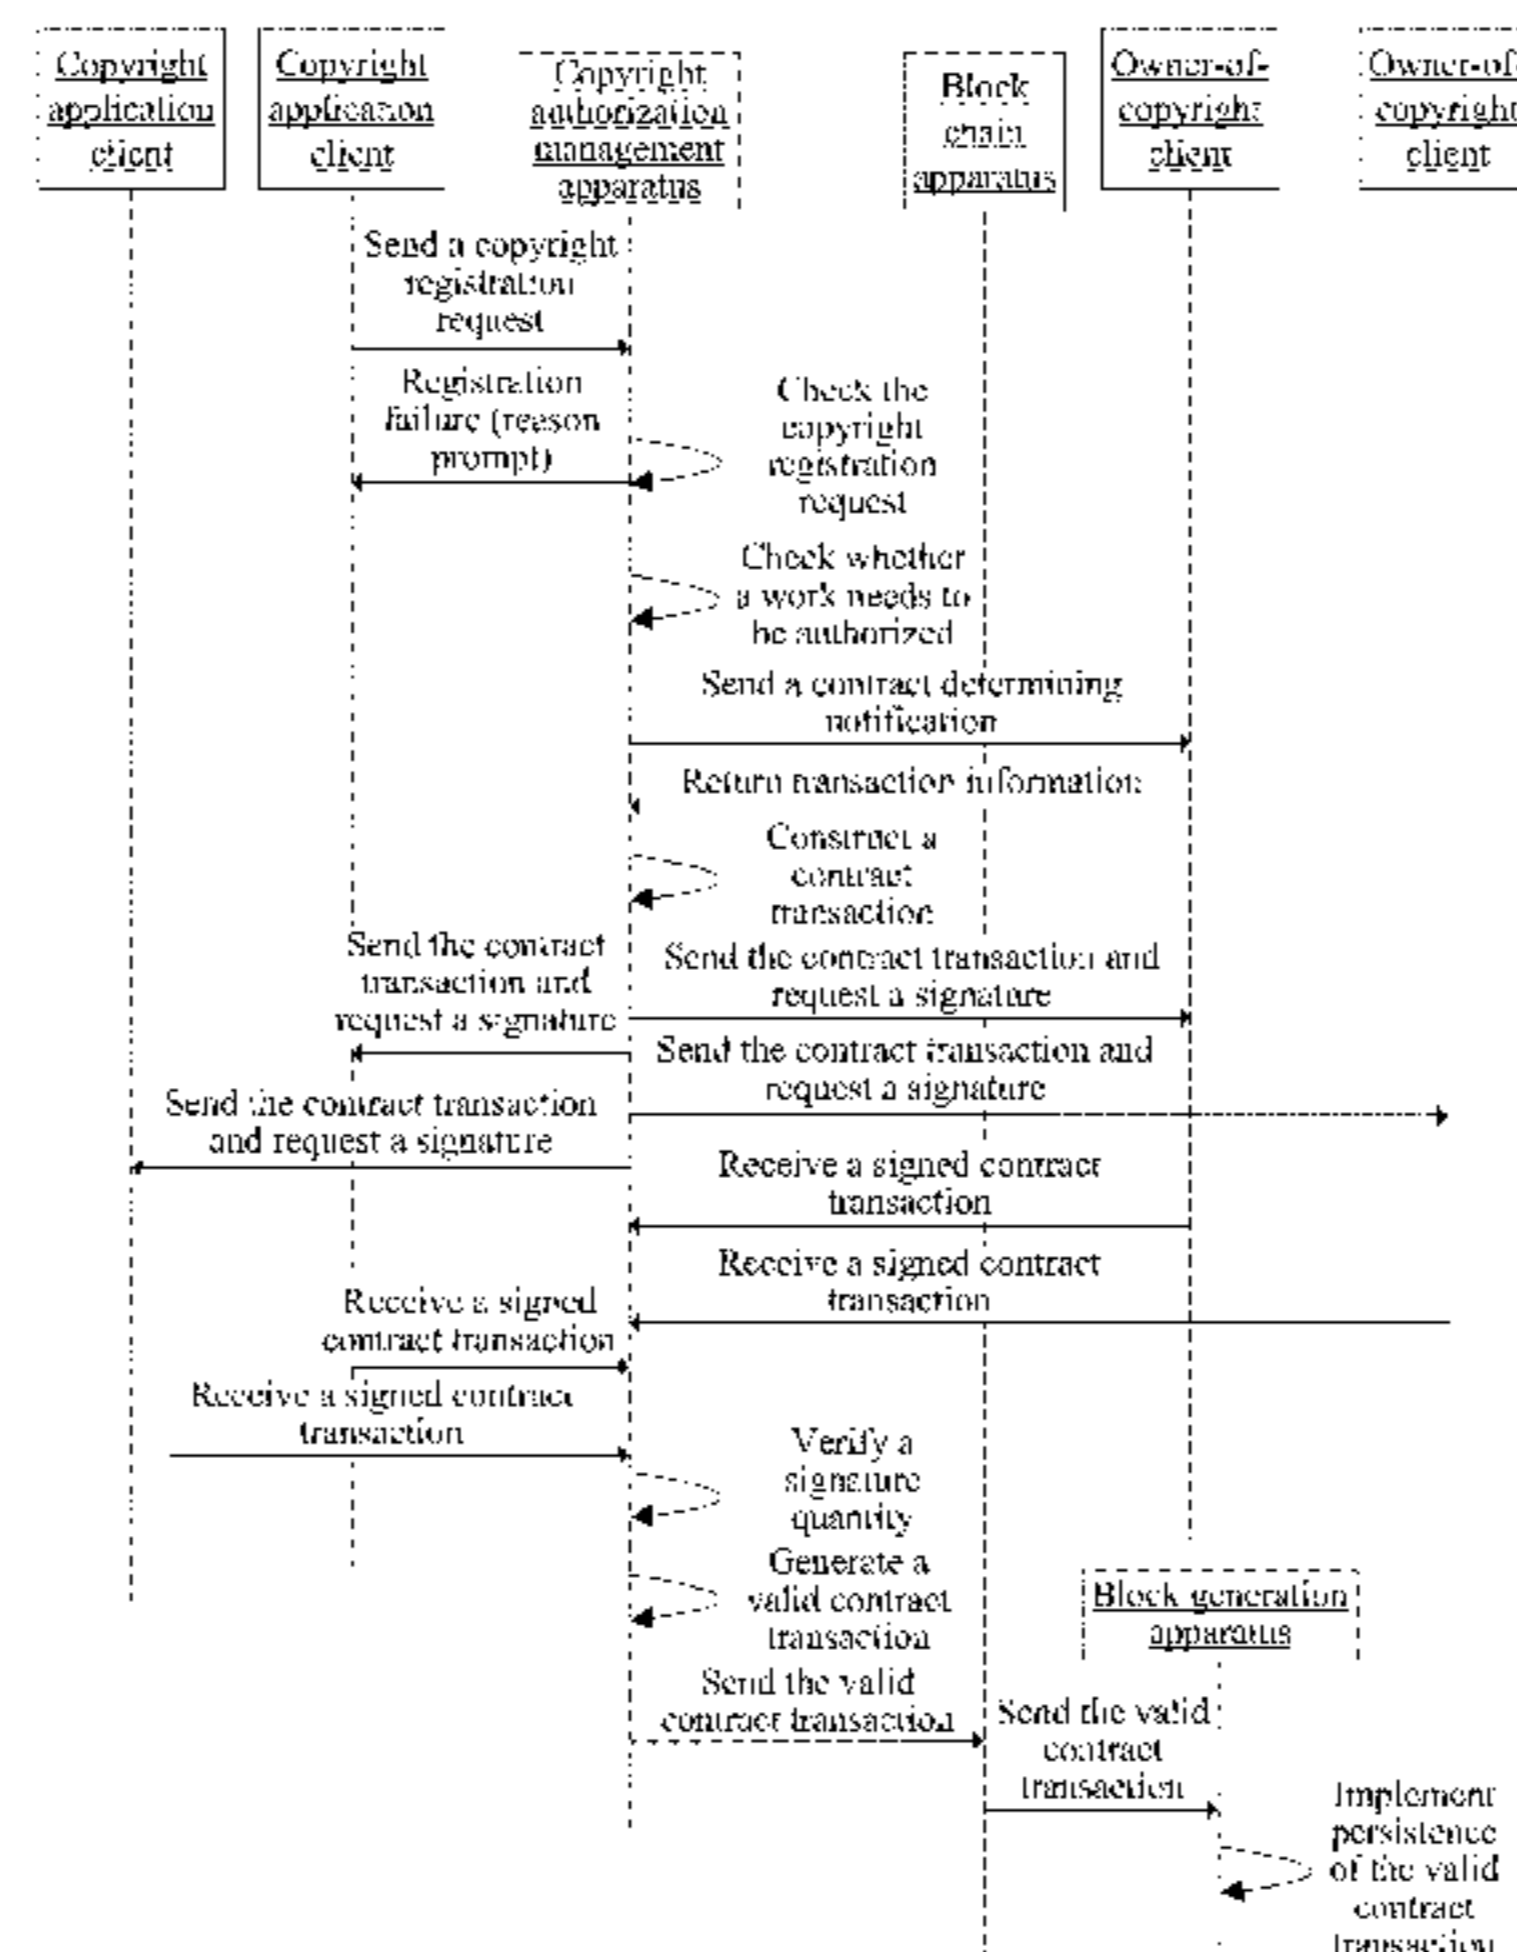 Copyright
application
client
Copyright
application
client
Copyright
authorization
management
apparatus
Block
chain
apparatus
Owner-of-
copyright
client
Owner-of
copyright
client
Send a copyright
registration
request
Registration
failure (reason
prompt)
Check the
copyright
registration
request
Check whether
a work needs to
be authorized
Send a contract determining
notification
Return transaction information
Construct a
contract
transaction
Send the contract
transaction and
request a signature
Send the contract transaction and
request a signature
Send the contract transaction and
request a signature
Send the contract transaction
and request a signature
Receive a signed contract
transaction
Receive a signed contract
transaction
Receive a signed
contract transaction
Receive a signed contract
transaction
Verify a
signature
quantity
Generate a
valid contract
transaction
Block generation
apparatus
Send the valid
contract transaction
Send the valid
contract
transaction
Implement
persistence
of the valid
contract
transaction